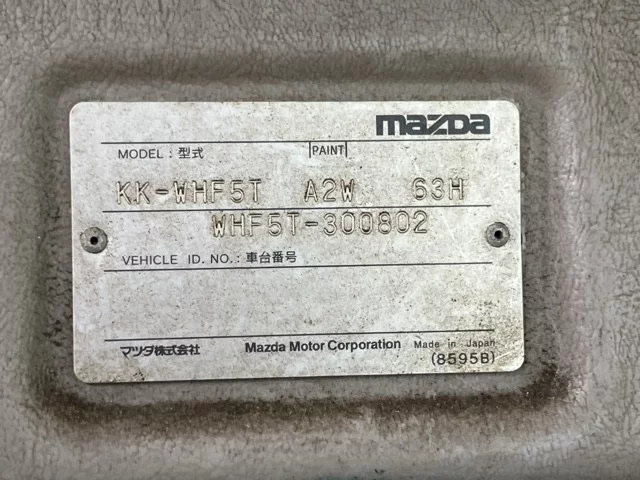 mazda
MODEL : 型式 PAINT
KK-WHF5T A2W 63H
WHF5T-300802
VEHICLE ID. NO. : 車台番号
マツダ株式会社 Mazda Motor Corporation Made in Japan
(8595B)